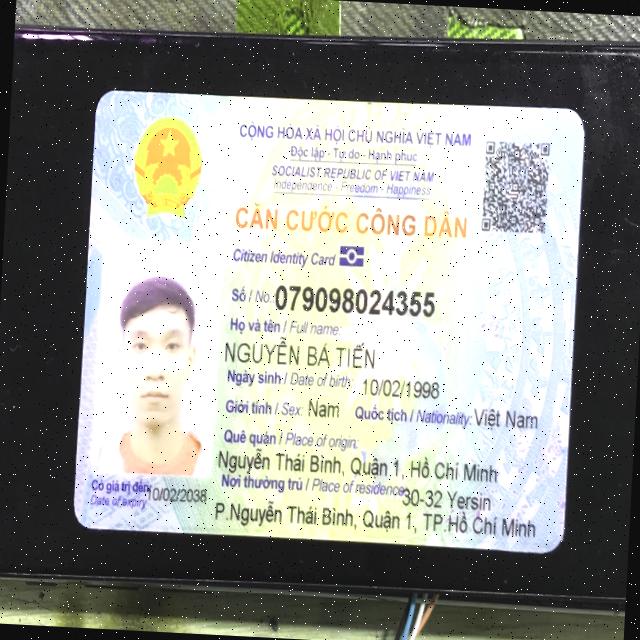 CỘNG HÒA XÃ HỘI CHỦ NGHĨA VIỆT NAM
Độc lập - Tự do - Hạnh phúc
SOCIALIST REPUBLIC OF VIET NAM
Independence - Freedom - Happiness
CĂN CƯỚC CÔNG DÂN
Citizen Identity Card
Số / No: 079098024355
Họ và tên / Full name:
NGUYỄN BÁ TIẾN
Ngày sinh / Date of birth: 10/02/1998
Giới tính / Sex: Nam Quốc tịch / Nationality: Việt Nam
Quê quán / Place of origin:
Nguyễn Thái Bình, Quận 1, Hồ Chí Minh
Nơi thường trú / Place of residence: 30-32 Yersin
P.Nguyễn Thái Bình, Quận 1, TP.Hồ Chí Minh
Có giá trị đến: 10/02/2038
Date of expiry